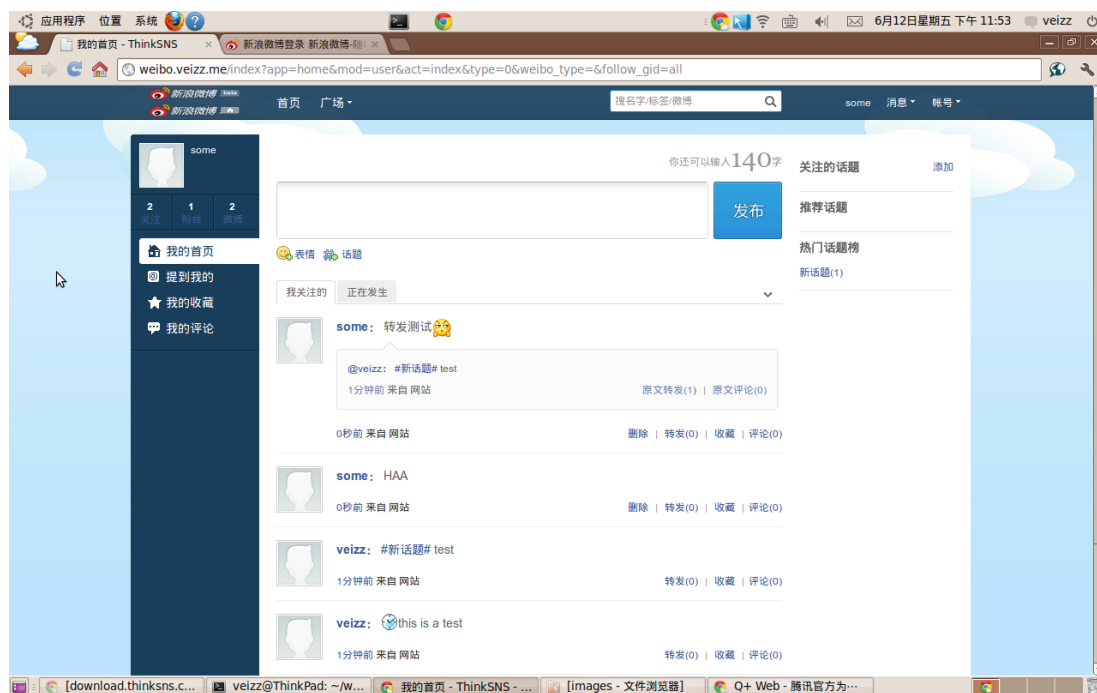 应用程序 位置 系统 6月12日星期五 下午 11:53 veizz
我的首页 - ThinkSNS × 新浪微博登录 新浪微博-随 ×
weibo.veizz.me/index?app=home&mod=user&act=index&type=0&weibo_type=&follow_gid=all
新浪微博 beta
新浪微博
首页 广场 搜名字/标签/微博 some 消息 帐号
some
2 1 2
关注 粉丝 微博
我的首页
提到我的
我的收藏
我的评论
你还可以输入140字
发布
表情 话题
我关注的 正在发生
some： 转发测试
@veizz： #新话题# test
1分钟前 来自 网站 原文转发(1) | 原文评论(0)
0秒前 来自 网站 删除 | 转发(0) | 收藏 | 评论(0)
some： HAA
0秒前 来自 网站 删除 | 转发(0) | 收藏 | 评论(0)
veizz： #新话题# test
1分钟前 来自 网站 转发(0) | 收藏 | 评论(0)
veizz： this is a test
1分钟前 来自 网站 转发(0) | 收藏 | 评论(0)
关注的话题 添加
推荐话题
热门话题榜
新话题(1)
[download.thinksns.c... veizz@ThinkPad: ~/w... 我的首页 - ThinkSNS - ... [images - 文件浏览器] Q+ Web - 腾讯官方为…